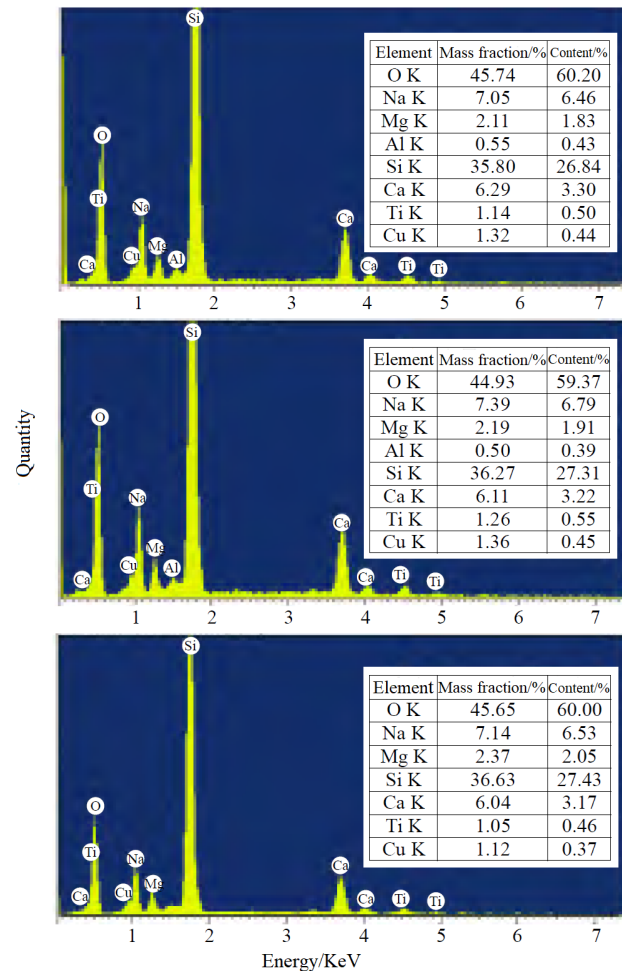 Si
Element Mass fraction/% Content/%
O K 45.74 60.20
Na K 7.05 6.46
Mg K 2.11 1.83
Al K 0.55 0.43
Si K 35.80 26.84
Ca K 6.29 3.30
Ti K 1.14 0.50
Cu K 1.32 0.44
O
Ti
Na
Ca Cu Mg Al Ca Ca Ti Ti
1 2 3 4 5 6 7
Si
Element Mass fraction/% Content/%
O K 44.93 59.37
Na K 7.39 6.79
Mg K 2.19 1.91
Al K 0.50 0.39
Si K 36.27 27.31
Ca K 6.11 3.22
Ti K 1.26 0.55
Cu K 1.36 0.45
O
Ti
Na
Ca Cu Mg Al Ca Ca Ti Ti
0 1 2 3 4 5 6 7
Si
Element Mass fraction/% Content/%
O K 45.65 60.00
Na K 7.14 6.53
Mg K 2.37 2.05
Si K 36.63 27.43
Ca K 6.04 3.17
Ti K 1.05 0.46
Cu K 1.12 0.37
O
Ti
Na
Ca Cu Mg Ca Ca Ti Ti
0 1 2 3 4 5 6 7
Energy/KeV
Quantity